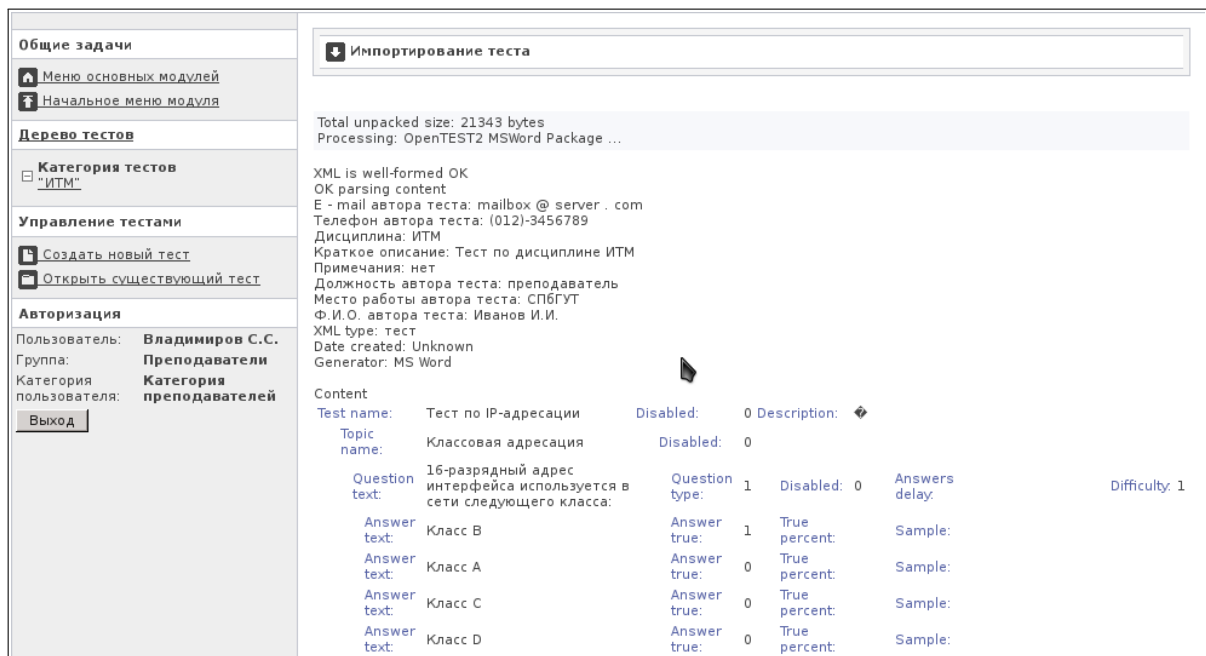 Общие задачи
Меню основных модулей
Начальное меню модуля
Дерево тестов
Категория тестов
"ИТМ"
Управление тестами
Создать новый тест
Открыть существующий тест
Авторизация
Пользователь: Владимиров С.С.
Группа: Преподаватели
Категория пользователя: Категория преподавателей
Выход
Импортирование теста
Total unpacked size: 21343 bytes
Processing: OpenTEST2 MSWord Package ...
XML is well-formed OK
OK parsing content
E - mail автора теста: mailbox @ server . com
Телефон автора теста: (012)-3456789
Дисциплина: ИТМ
Краткое описание: Тест по дисциплине ИТМ
Примечания: нет
Должность автора теста: преподаватель
Место работы автора теста: СПбГУТ
Ф.И.О. автора теста: Иванов И.И.
XML type: тест
Date created: Unknown
Generator: MS Word
Content
Test name: Тест по IP-адресации Disabled: 0 Description: �
Topic name: Классовая адресация Disabled: 0
Question text: 16-разрядный адрес интерфейса используется в сети следующего класса: Question type: 1 Disabled: 0 Answers delay: Difficulty: 1
Answer text: Класс B Answer true: 1 True percent: Sample:
Answer text: Класс A Answer true: 0 True percent: Sample:
Answer text: Класс C Answer true: 0 True percent: Sample:
Answer text: Класс D Answer true: 0 True percent: Sample: